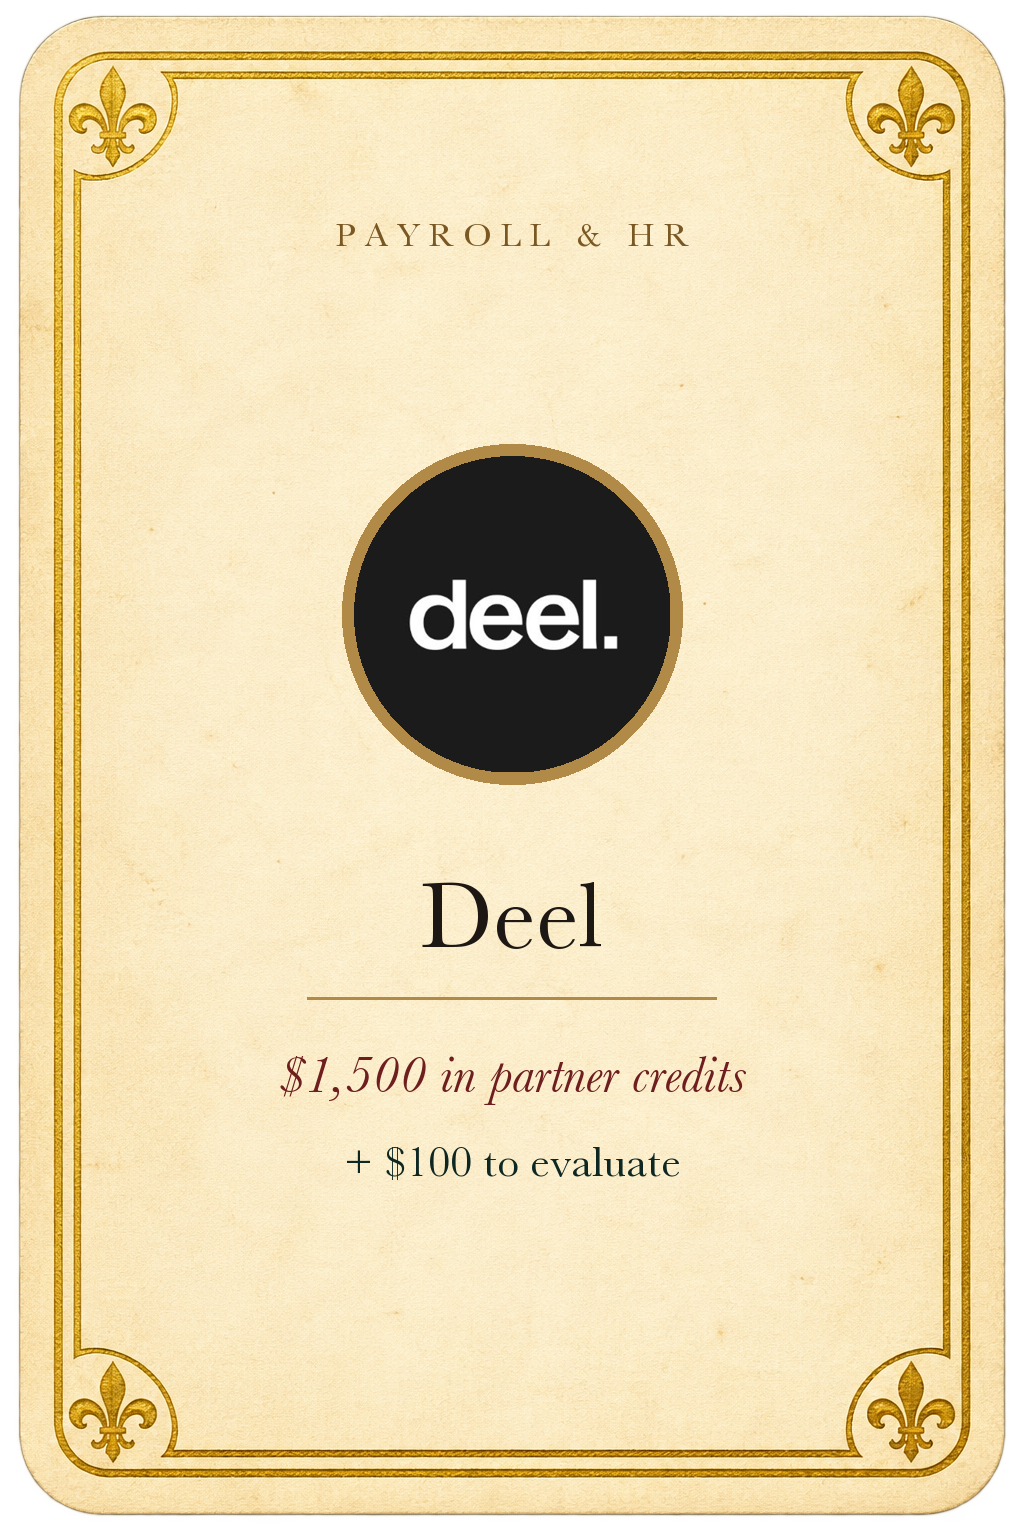 PAYROLL & HR
deel.
Deel
$1,500 in partner credits
+ $100 to evaluate